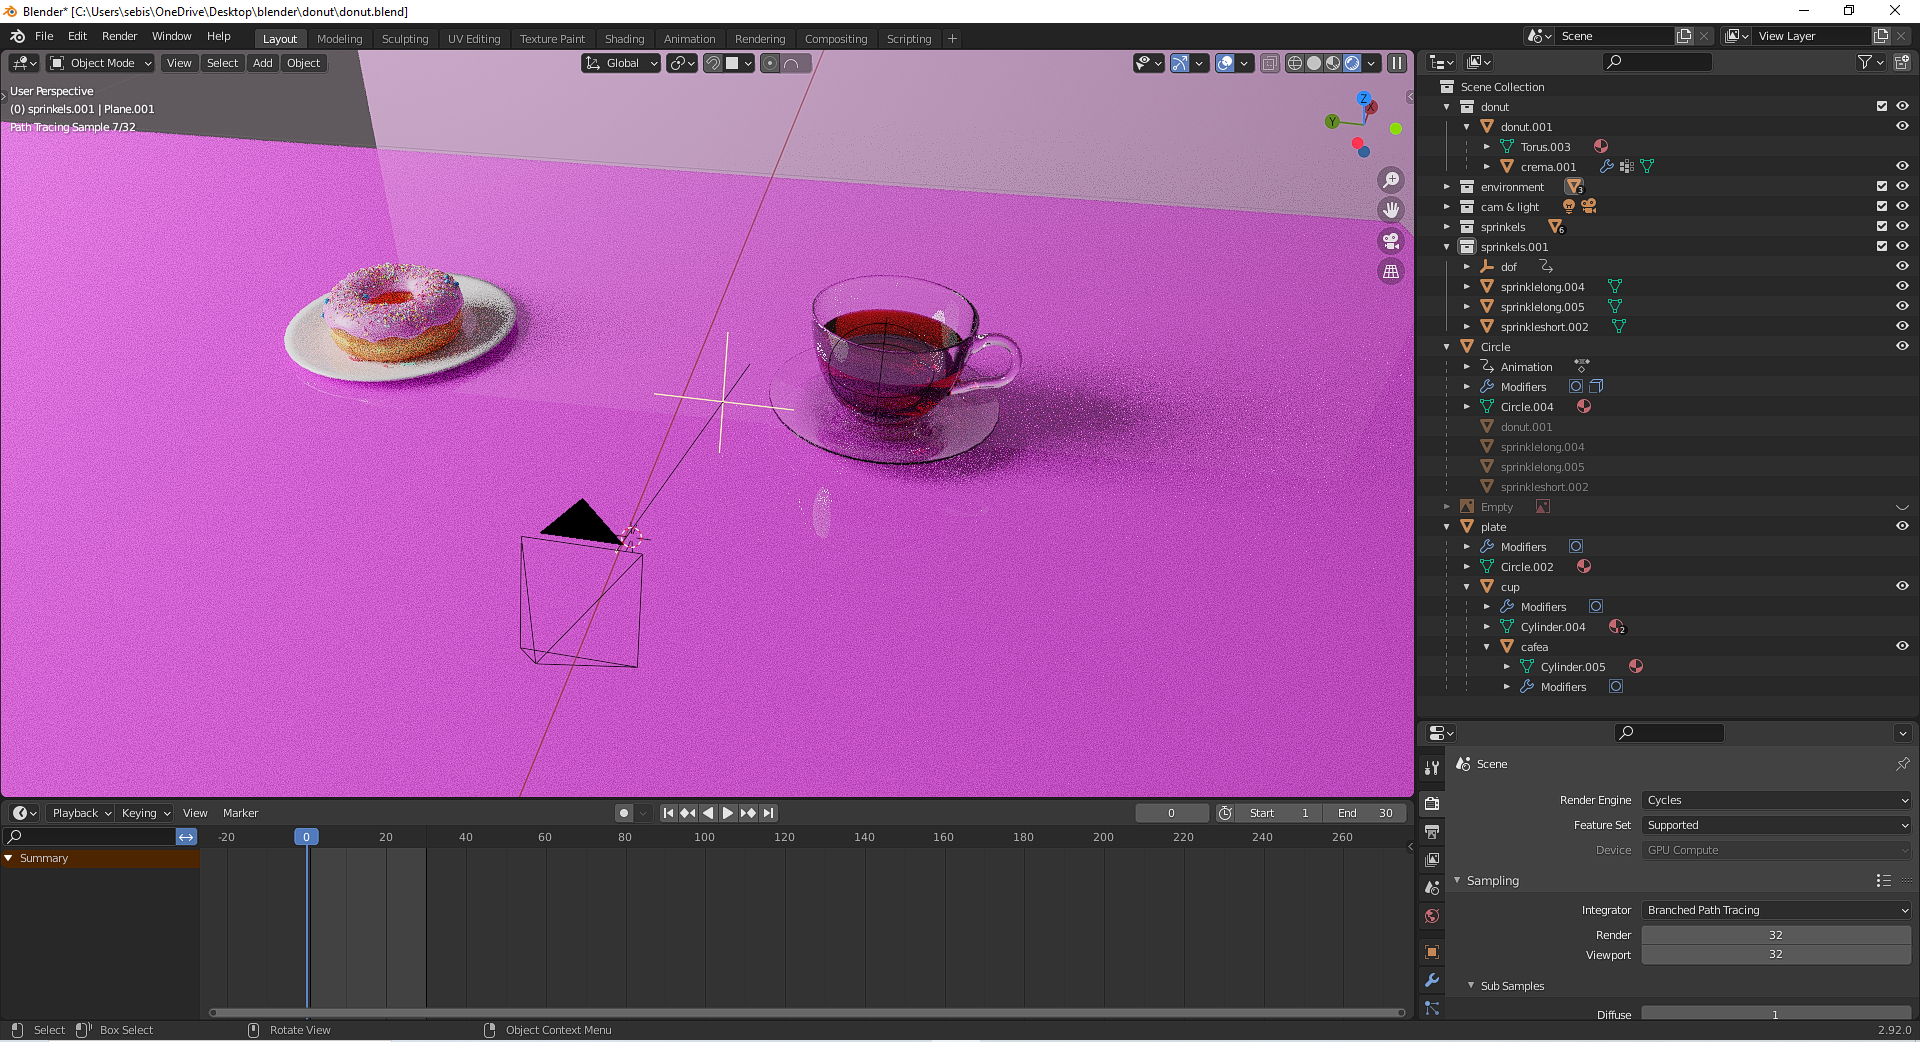 Blender* [C:\Users\sebis\OneDrive\Desktop\blender\donut\donut.blend]
File Edit Render Window Help Layout Modeling Sculpting UV Editing Texture Paint Shading Animation Rendering Compositing Scripting + Scene View Layer
Object Mode View Select Add Object Global
User Perspective
(0) sprinkels.001 | Plane.001
Path Tracing Sample 7/32
Z
X
Y
Scene Collection
donut
donut.001
Torus.003
crema.001
environment 3
cam & light
sprinkels 6
sprinkels.001
dof
sprinklelong.004
sprinklelong.005
sprinkleshort.002
Circle
Animation
Modifiers
Circle.004
donut.001
sprinklelong.004
sprinklelong.005
sprinkleshort.002
Empty
plate
Modifiers
Circle.002
cup
Modifiers
Cylinder.004 2
cafea
Cylinder.005
Modifiers
Scene
Render Engine Cycles
Feature Set Supported
Device GPU Compute
Sampling
Integrator Branched Path Tracing
Render 32
Viewport 32
Sub Samples
Diffuse 1
Playback Keying View Marker 0 Start 1 End 30
-20 0 20 40 60 80 100 120 140 160 180 200 220 240 260
Summary
Select Box Select Rotate View Object Context Menu 2.92.0